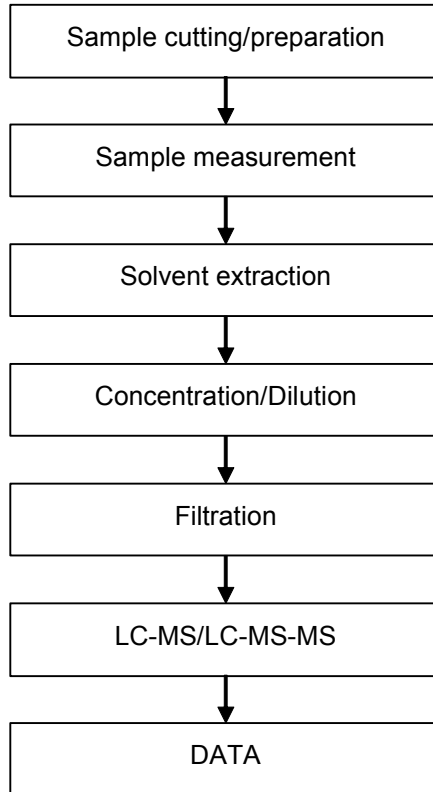 Sample cutting/preparation
Sample measurement
Solvent extraction
Concentration/Dilution
Filtration
LC-MS/LC-MS-MS
DATA